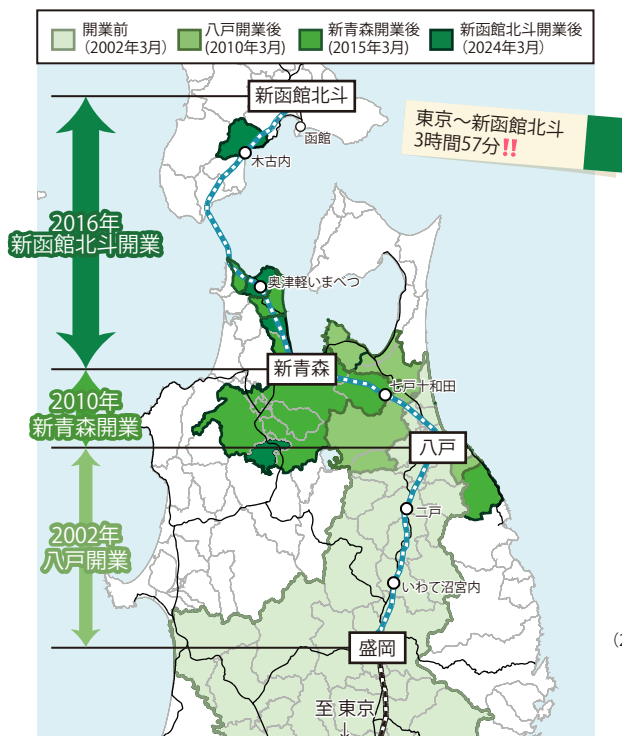 開業前
（2002年3月）
八戸開業後
(2010年3月)
新青森開業後
(2015年3月)
新函館北斗開業後
（2024年3月）
新函館北斗
東京～新函館北斗
3時間57分!!
函館
木古内
2016年
新函館北斗開業
奥津軽いまべつ
新青森
七戸十和田
2010年
新青森開業
八戸
2002年
八戸開業
二戸
いわて沼宮内
盛岡
（2
至 東京
↓